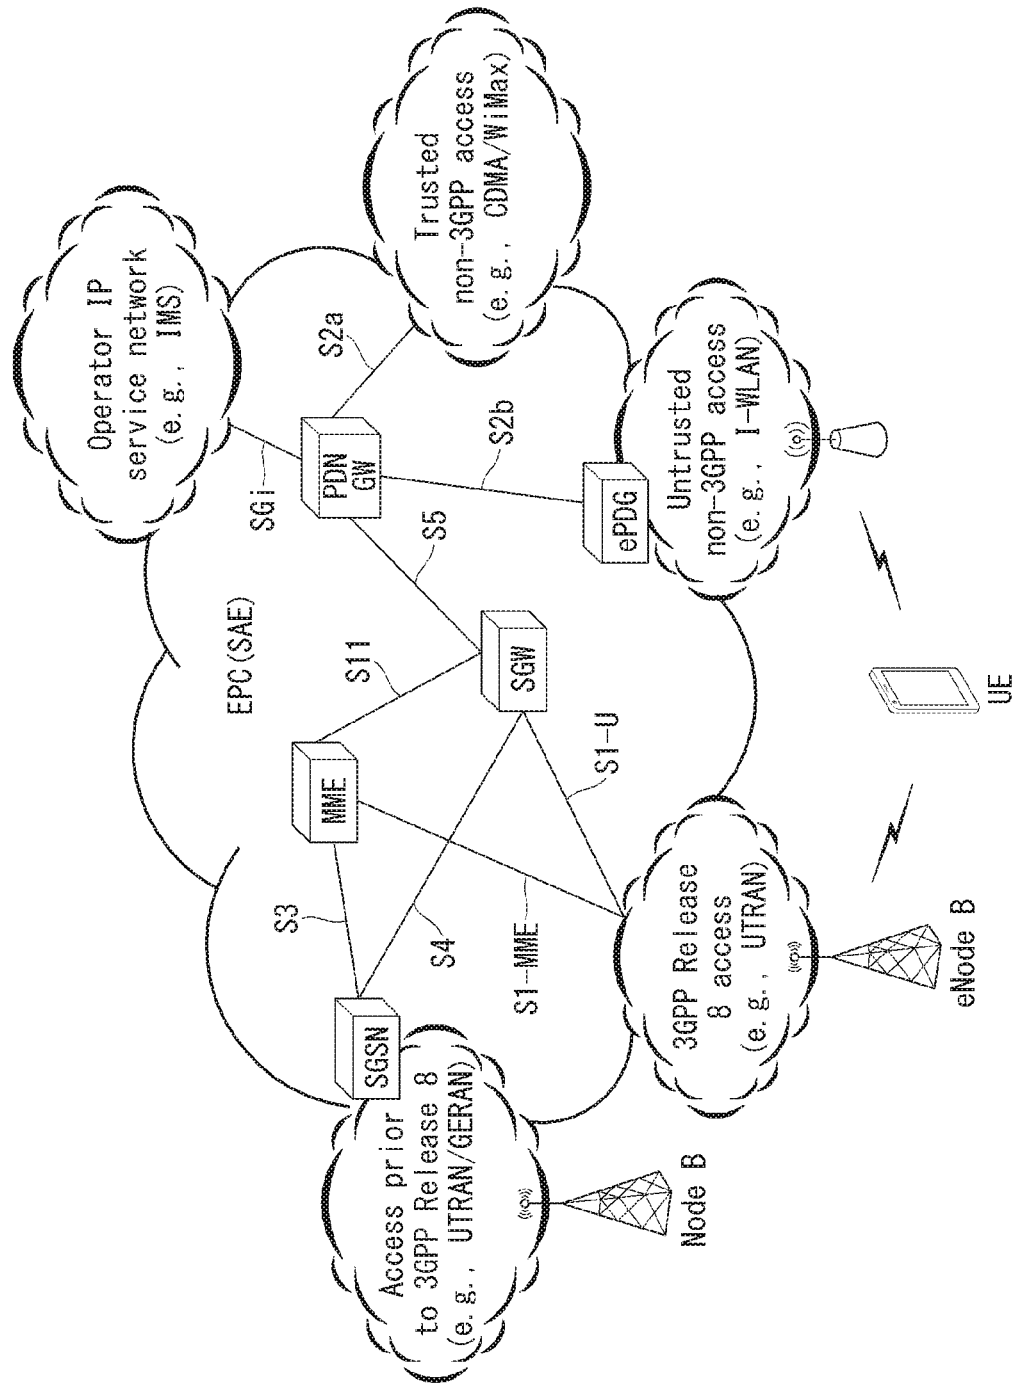 Operator IP
service network
(e.g., IMS)
EPC(SAE)
SGi
S2a
Trusted
non-3GPP access
(e.g., CDMA/WiMax)
PDN
GW
MME
S11
S5
S2b
S3
SGSN
Access prior
to 3GPP Release 8
(e.g., UTRAN/GERAN)
S4
SGW
ePDG
S1-MME
S1-U
Untrusted
non-3GPP access
(e.g., I-WLAN)
3GPP Release
8 access
(e.g., UTRAN)
Node B
eNode B
UE